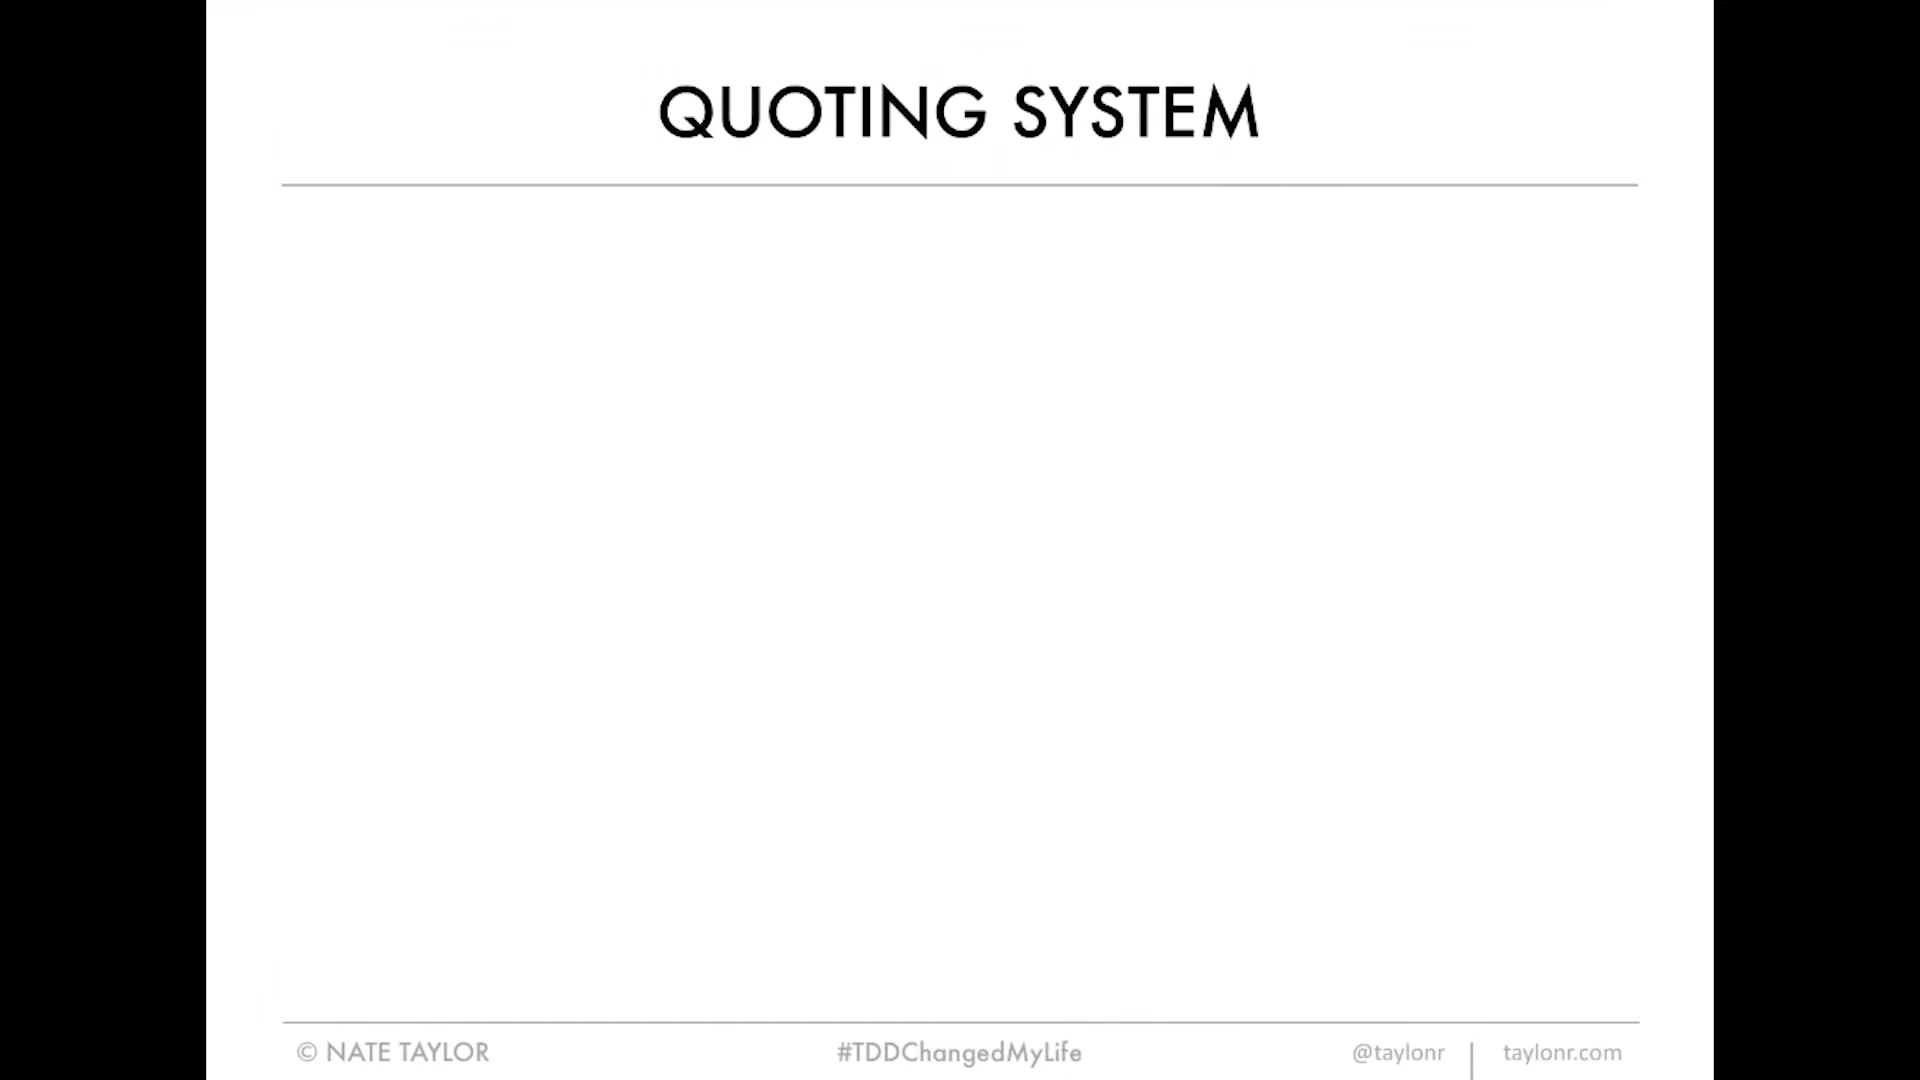 QUOTING SYSTEM
© NATE TAYLOR
#TDDChangedMyLife
@taylonr | taylonr.com